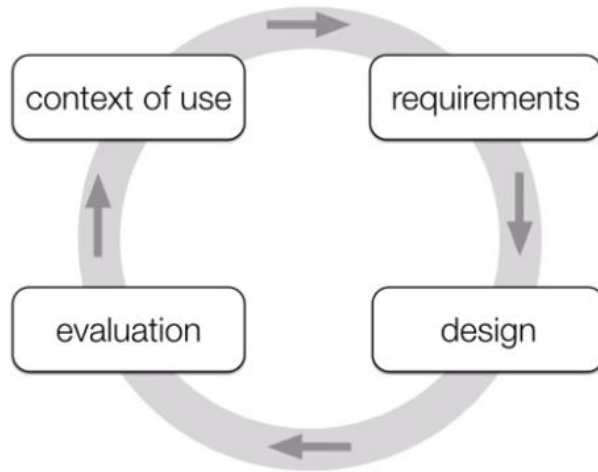 context of use
requirements
evaluation
design